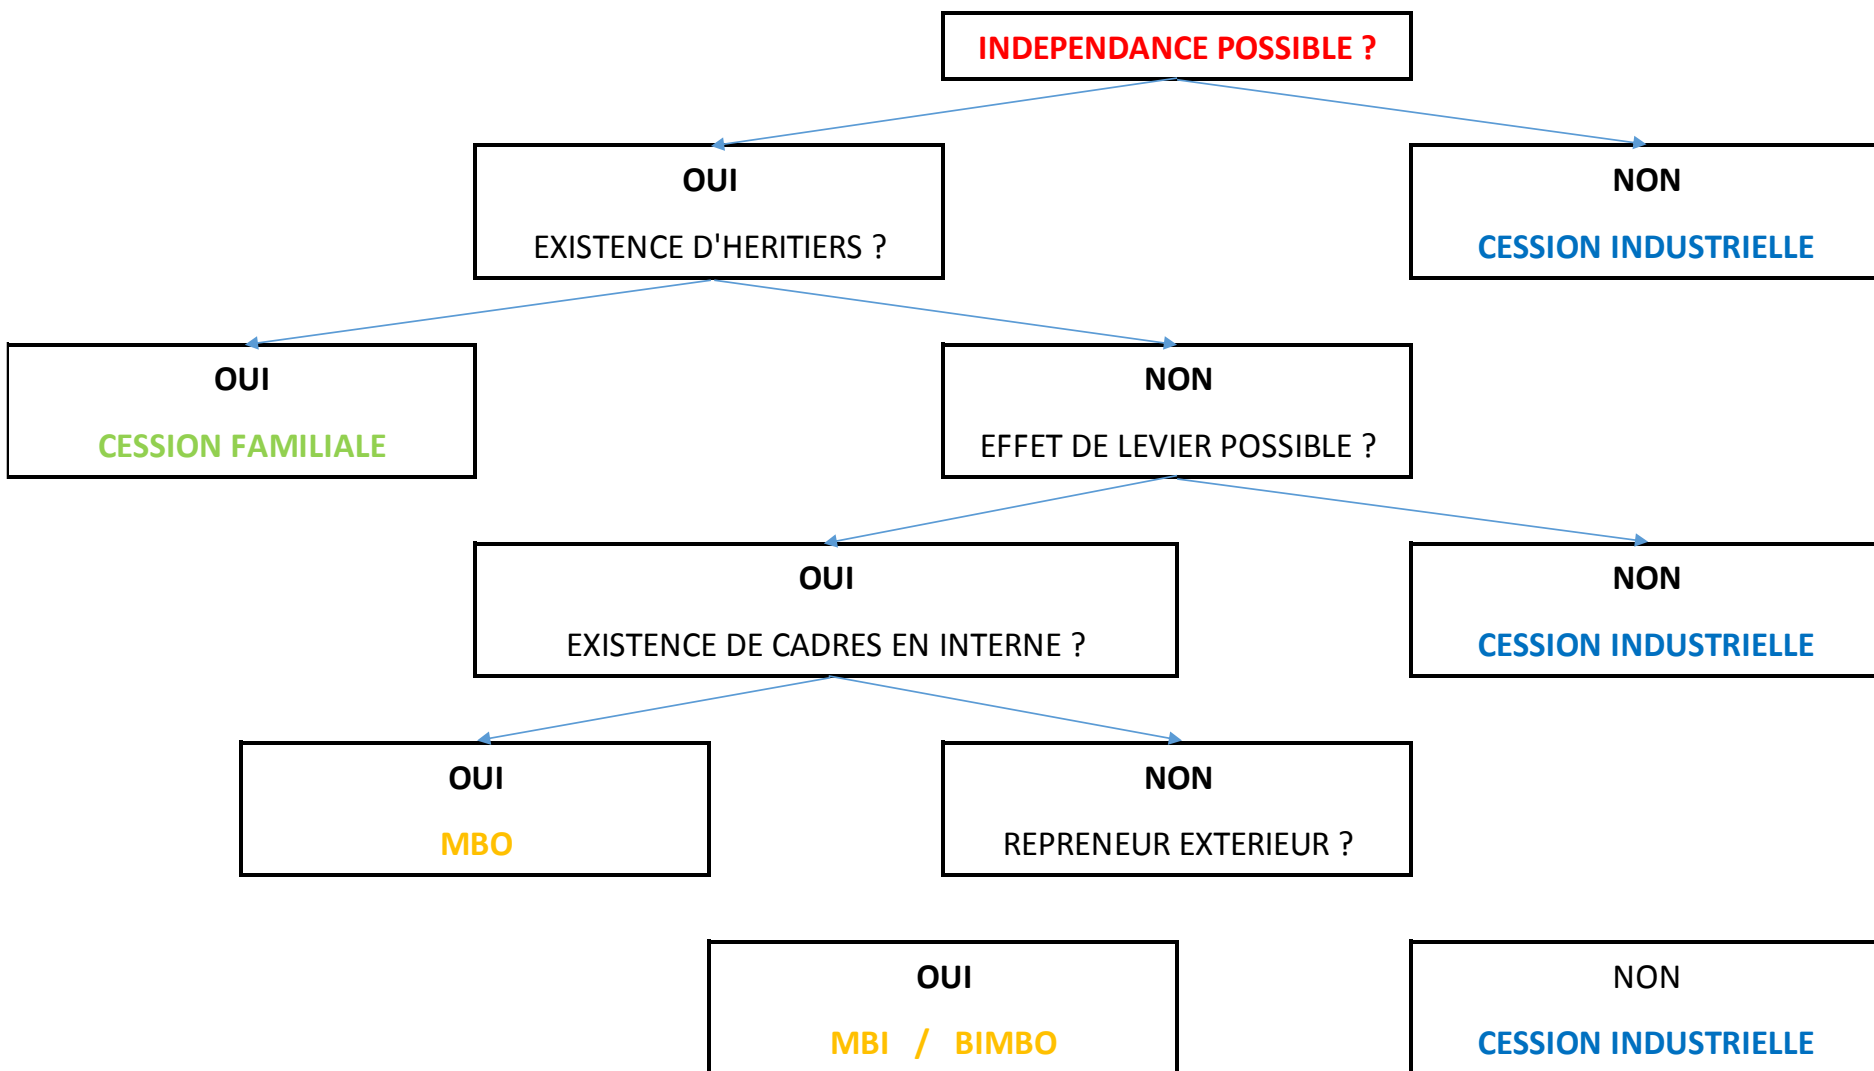 INDEPENDANCE POSSIBLE ?
OUI
EXISTENCE D'HERITIERS ?
NON
CESSION INDUSTRIELLE
OUI
CESSION FAMILIALE
NON
EFFET DE LEVIER POSSIBLE ?
OUI
EXISTENCE DE CADRES EN INTERNE ?
NON
CESSION INDUSTRIELLE
OUI
MBO
NON
REPRENEUR EXTERIEUR ?
OUI
MBI / BIMBO
NON
CESSION INDUSTRIELLE